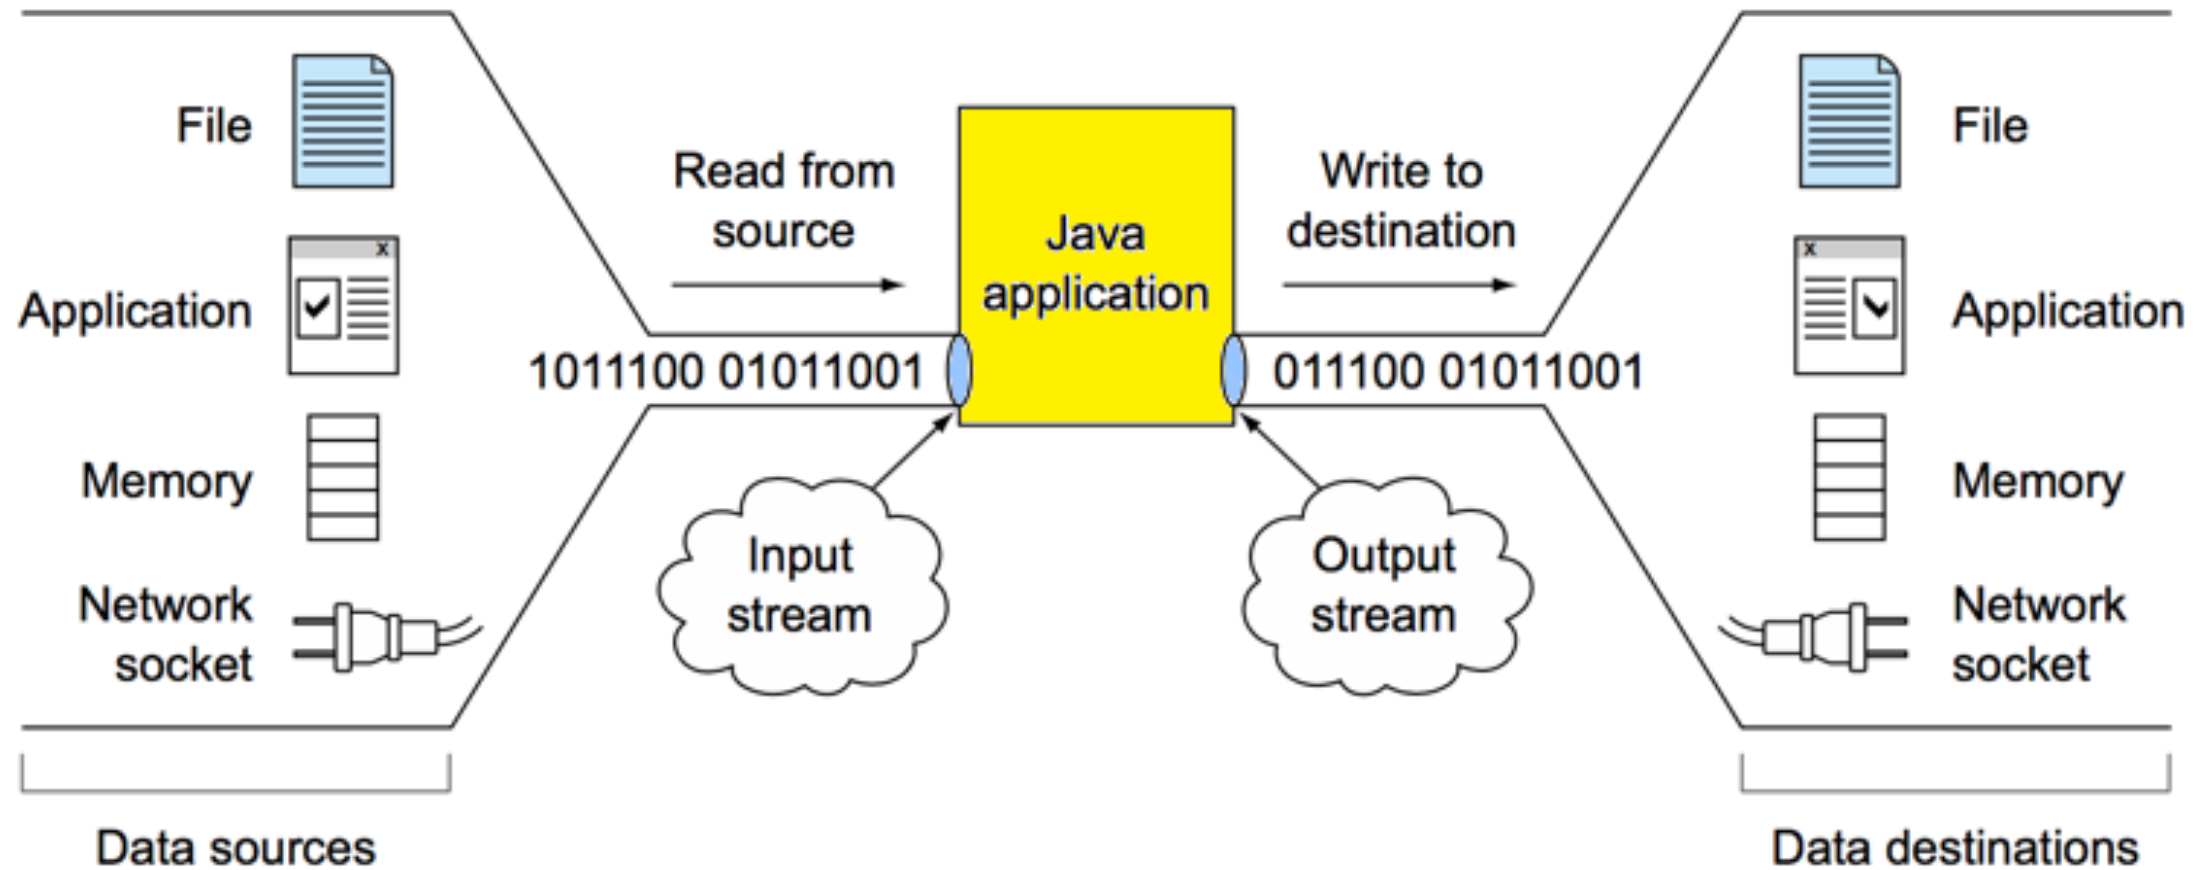 File
Application
Memory
Network
socket
Data sources
Read from
source
1011100 01011001
Input
stream
Java
application
Write to
destination
011100 01011001
Output
stream
x
x
File
Application
Memory
Network
socket
Data destinations